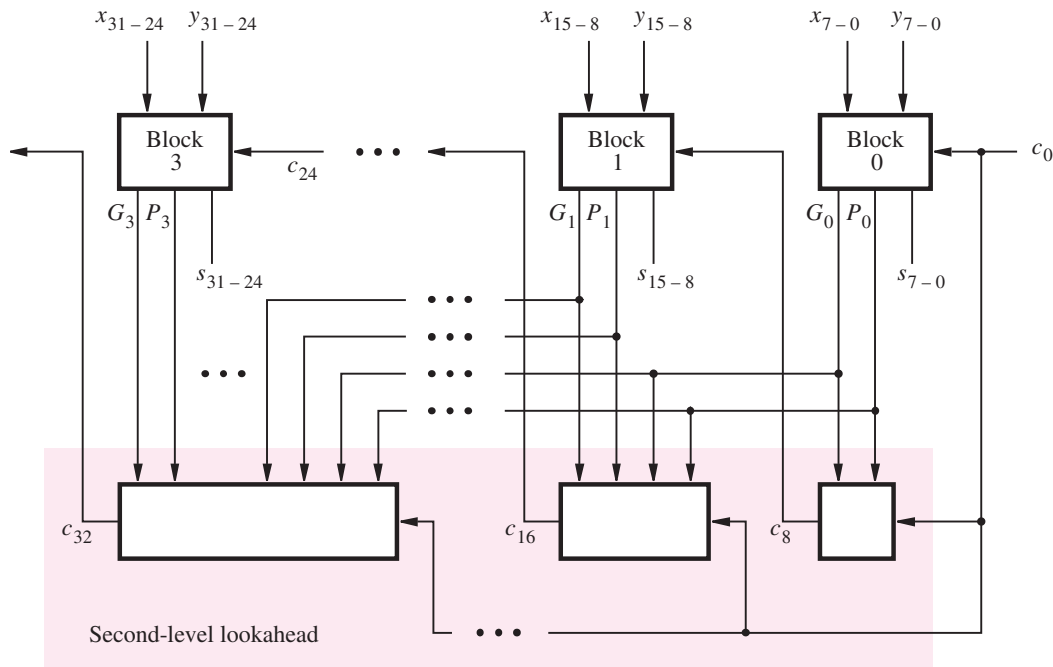 x31–24 y31–24 x15–8 y15–8 x7–0 y7–0
Block 3
Block 1
Block 0
c24
c0
G3 P3
G1 P1
G0 P0
s31–24
s15–8
s7–0
c32
c16
c8
Second-level lookahead